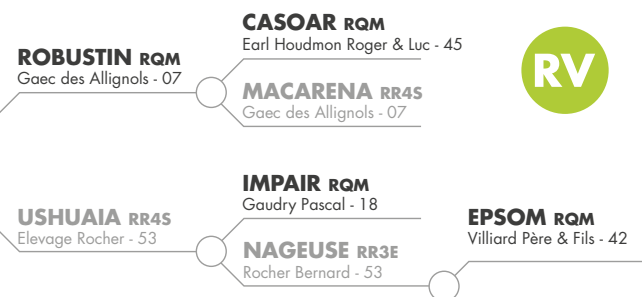 CASOAR RQM
Earl Houdmon Roger & Luc - 45
ROBUSTIN RQM
Gaec des Allignols - 07
RV
MACARENA RR4S
Gaec des Allignols - 07
IMPAIR RQM
Gaudry Pascal - 18
USHUAIA RR4S
Elevage Rocher - 53
EPSOM RQM
Villiard Père & Fils - 42
NAGEUSE RR3E
Rocher Bernard - 53